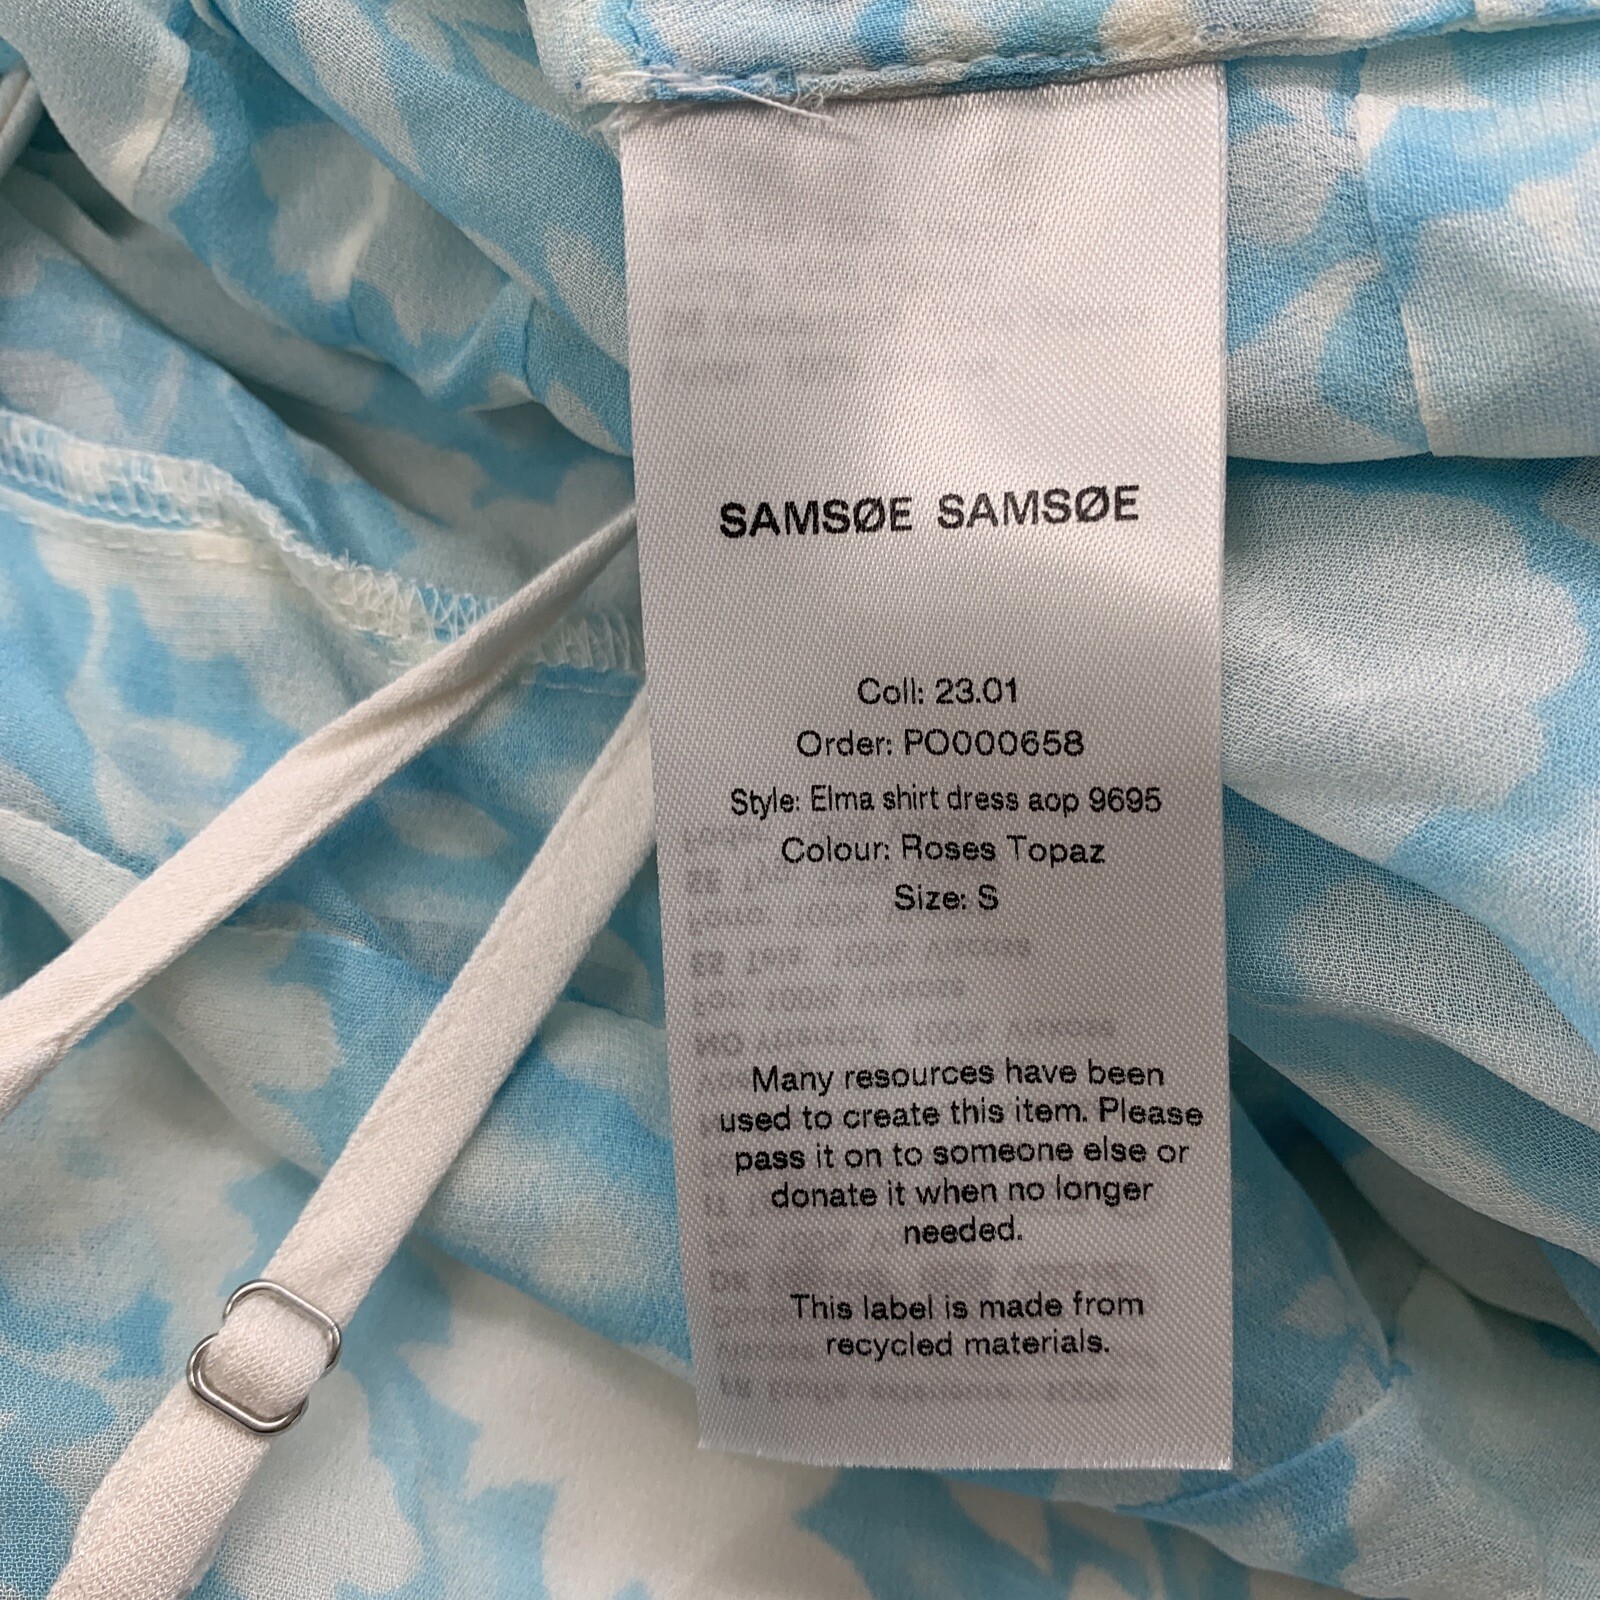 SAMSØE SAMSØE
Coll: 23.01
Order: PO000658
Style: Elma shirt dress aop 9695
Colour: Roses Topaz
Size: S
Many resources have been
used to create this item. Please
pass it on to someone else or
donate it when no longer
needed.
This label is made from
recycled materials.